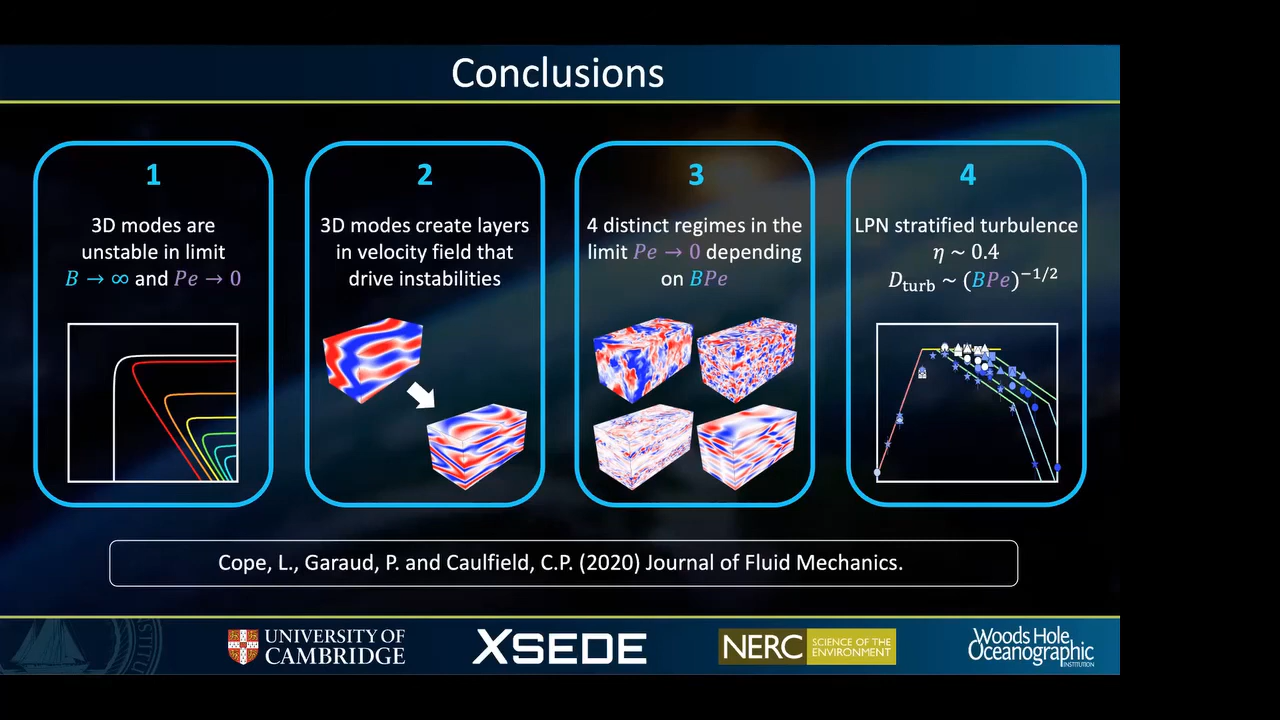 Conclusions
1
3D modes are
unstable in limit
B → ∞ and Pe → 0
2
3D modes create layers
in velocity field that
drive instabilities
3
4 distinct regimes in the
limit Pe → 0 depending
on BPe
4
LPN stratified turbulence
η ~ 0.4
D_turb ~ (BPe)^−1/2
Cope, L., Garaud, P. and Caulfield, C.P. (2020) Journal of Fluid Mechanics.
UNIVERSITY OF
CAMBRIDGE
XSEDE
NERC
SCIENCE OF THE
ENVIRONMENT
Woods Hole
Oceanographic
INSTITUTION